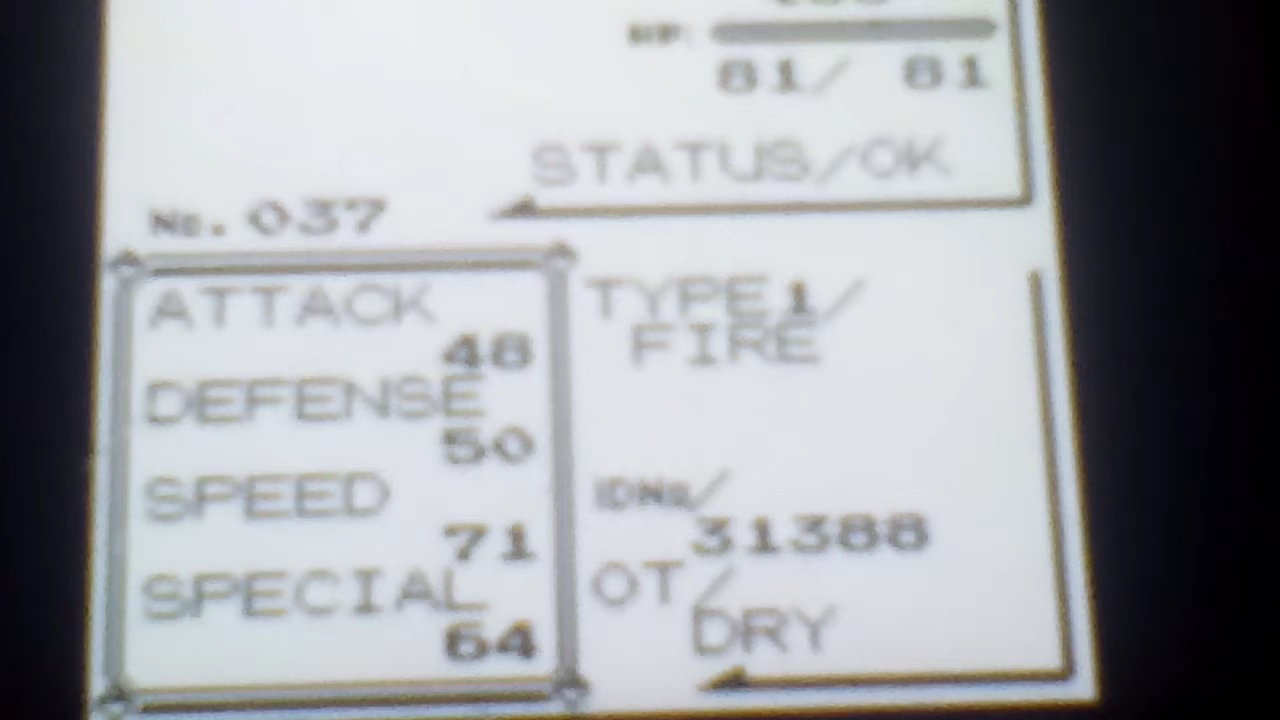 HP:
81/ 81
STATUS/OK
No.037
ATTACK
48
DEFENSE
50
SPEED
71
SPECIAL
64
TYPE1/
FIRE
IDNo/
31388
OT/
DRY